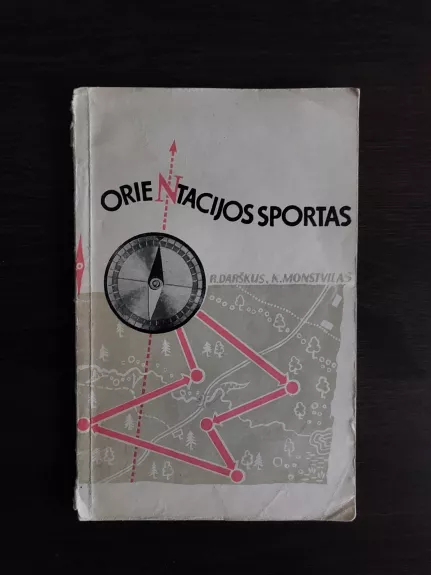 ORIENTACIJOS SPORTAS
R.DARŠKUS, K.MONSTVILAS